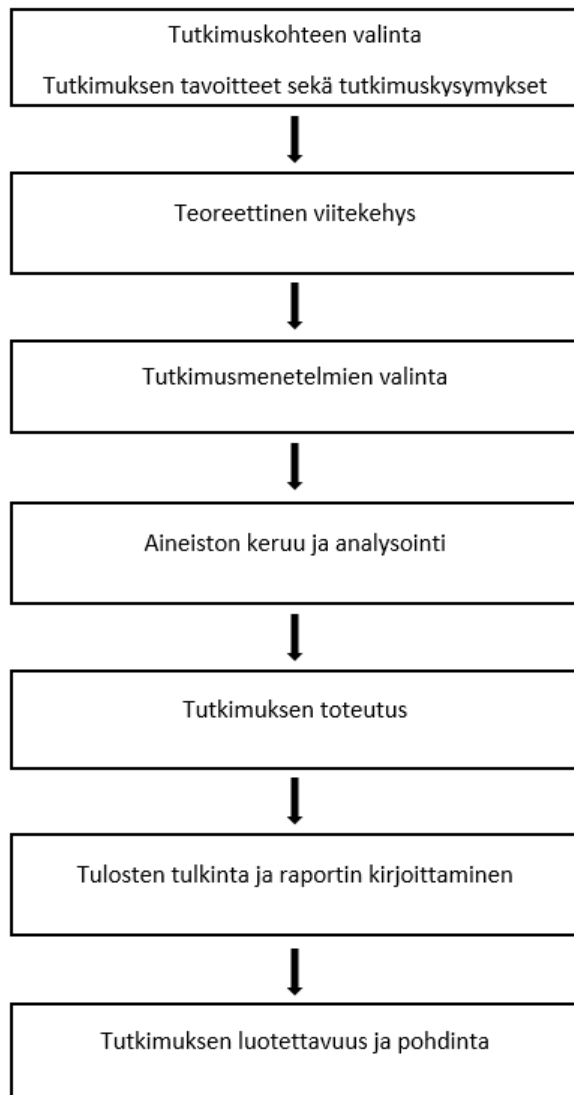 Tutkimuskohteen valinta
Tutkimuksen tavoitteet sekä tutkimuskysymykset
Teoreettinen viitekehys
Tutkimusmenetelmien valinta
Aineiston keruu ja analysointi
Tutkimuksen toteutus
Tulosten tulkinta ja raportin kirjoittaminen
Tutkimuksen luotettavuus ja pohdinta